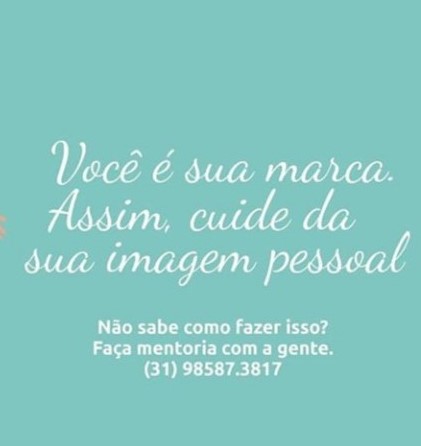 Você é sua marca.
Assim, cuide da
sua imagem pessoal
Não sabe como fazer isso?
Faça mentoria com a gente.
(31) 98587.3817